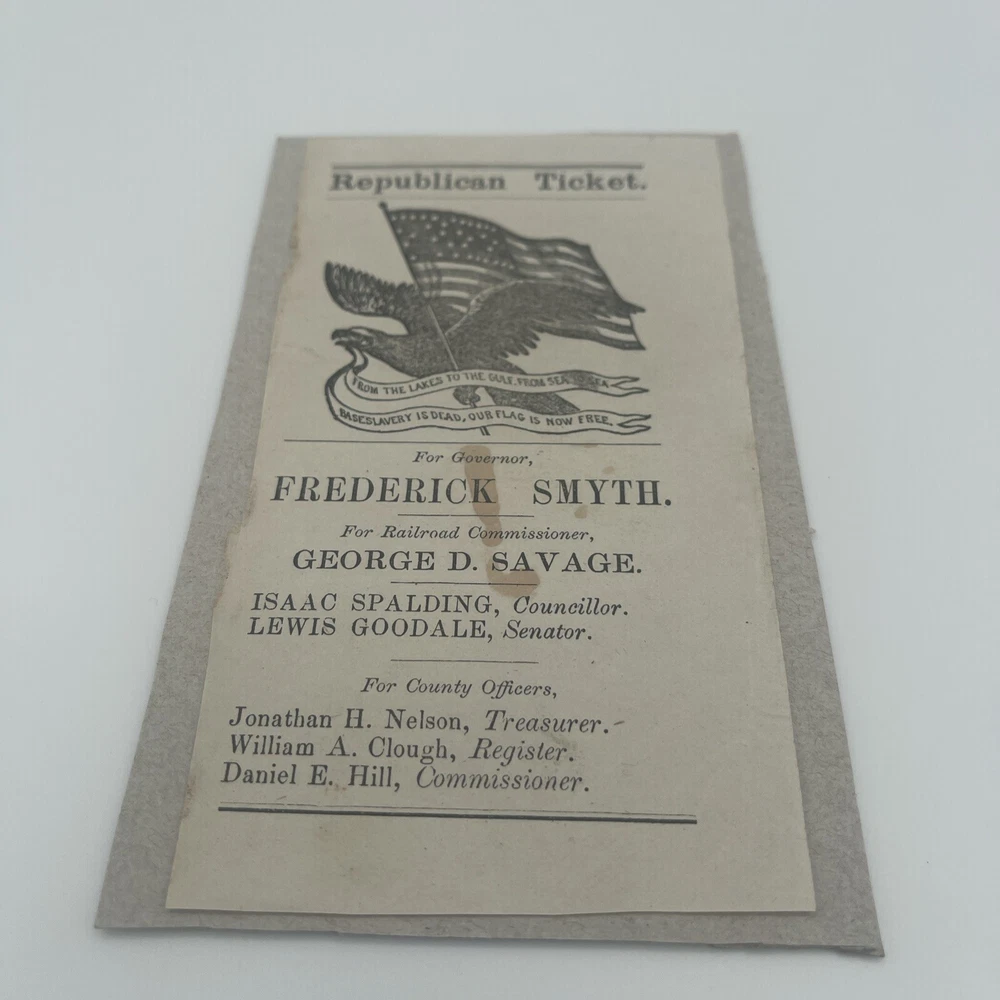 Republican Ticket.
FROM THE LAKES TO THE GULF, FROM SEA TO SEA
BASE SLAVERY IS DEAD, OUR FLAG IS NOW FREE.
For Governor,
FREDERICK SMYTH.
For Railroad Commissioner,
GEORGE D. SAVAGE.
ISAAC SPALDING, Councillor.
LEWIS GOODALE, Senator.
For County Officers,
Jonathan H. Nelson, Treasurer.
William A. Clough, Register.
Daniel E. Hill, Commissioner.